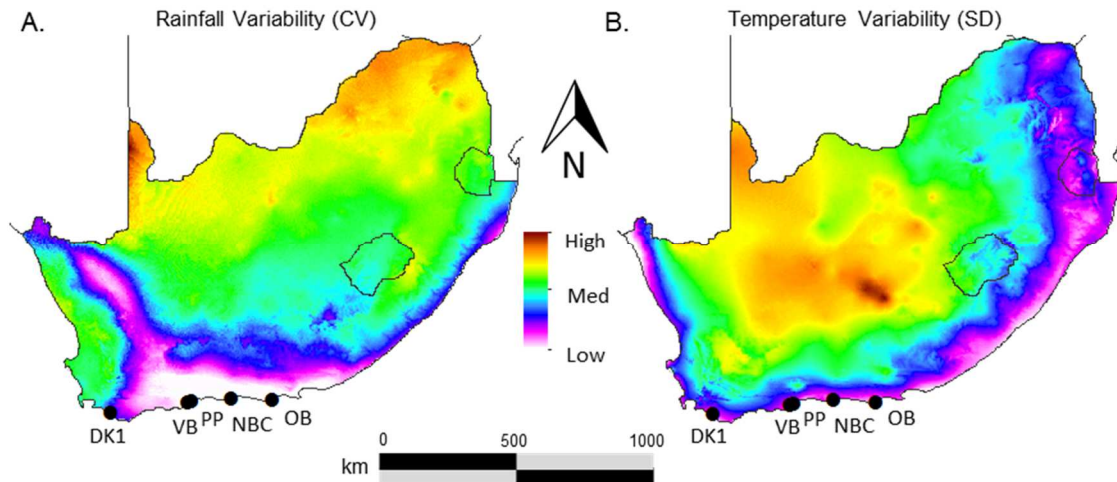 A.
Rainfall Variability (CV)
B.
Temperature Variability (SD)
N
High
Med
Low
DK1
VB
PP
NBC
OB
DK1
VB
PP
NBC
OB
km
0
500
1000